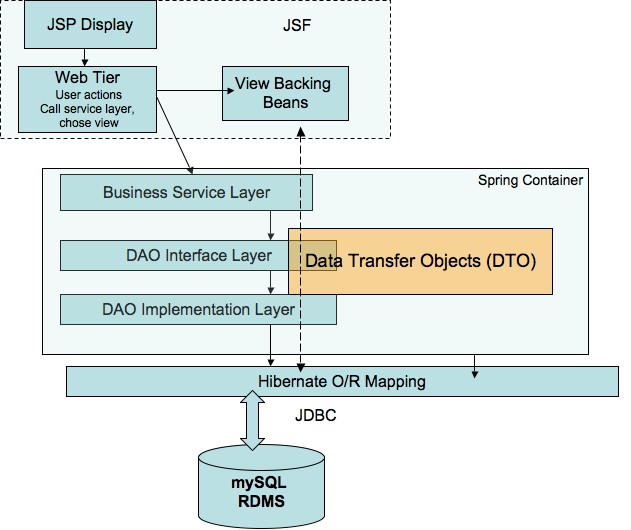 JSP Display
JSF
Web Tier
User actions
Call service layer,
chose view
View Backing
Beans
Spring Container
Business Service Layer
DAO Interface Layer
Data Transfer Objects (DTO)
DAO Implementation Layer
Hibernate O/R Mapping
JDBC
mySQL
RDMS